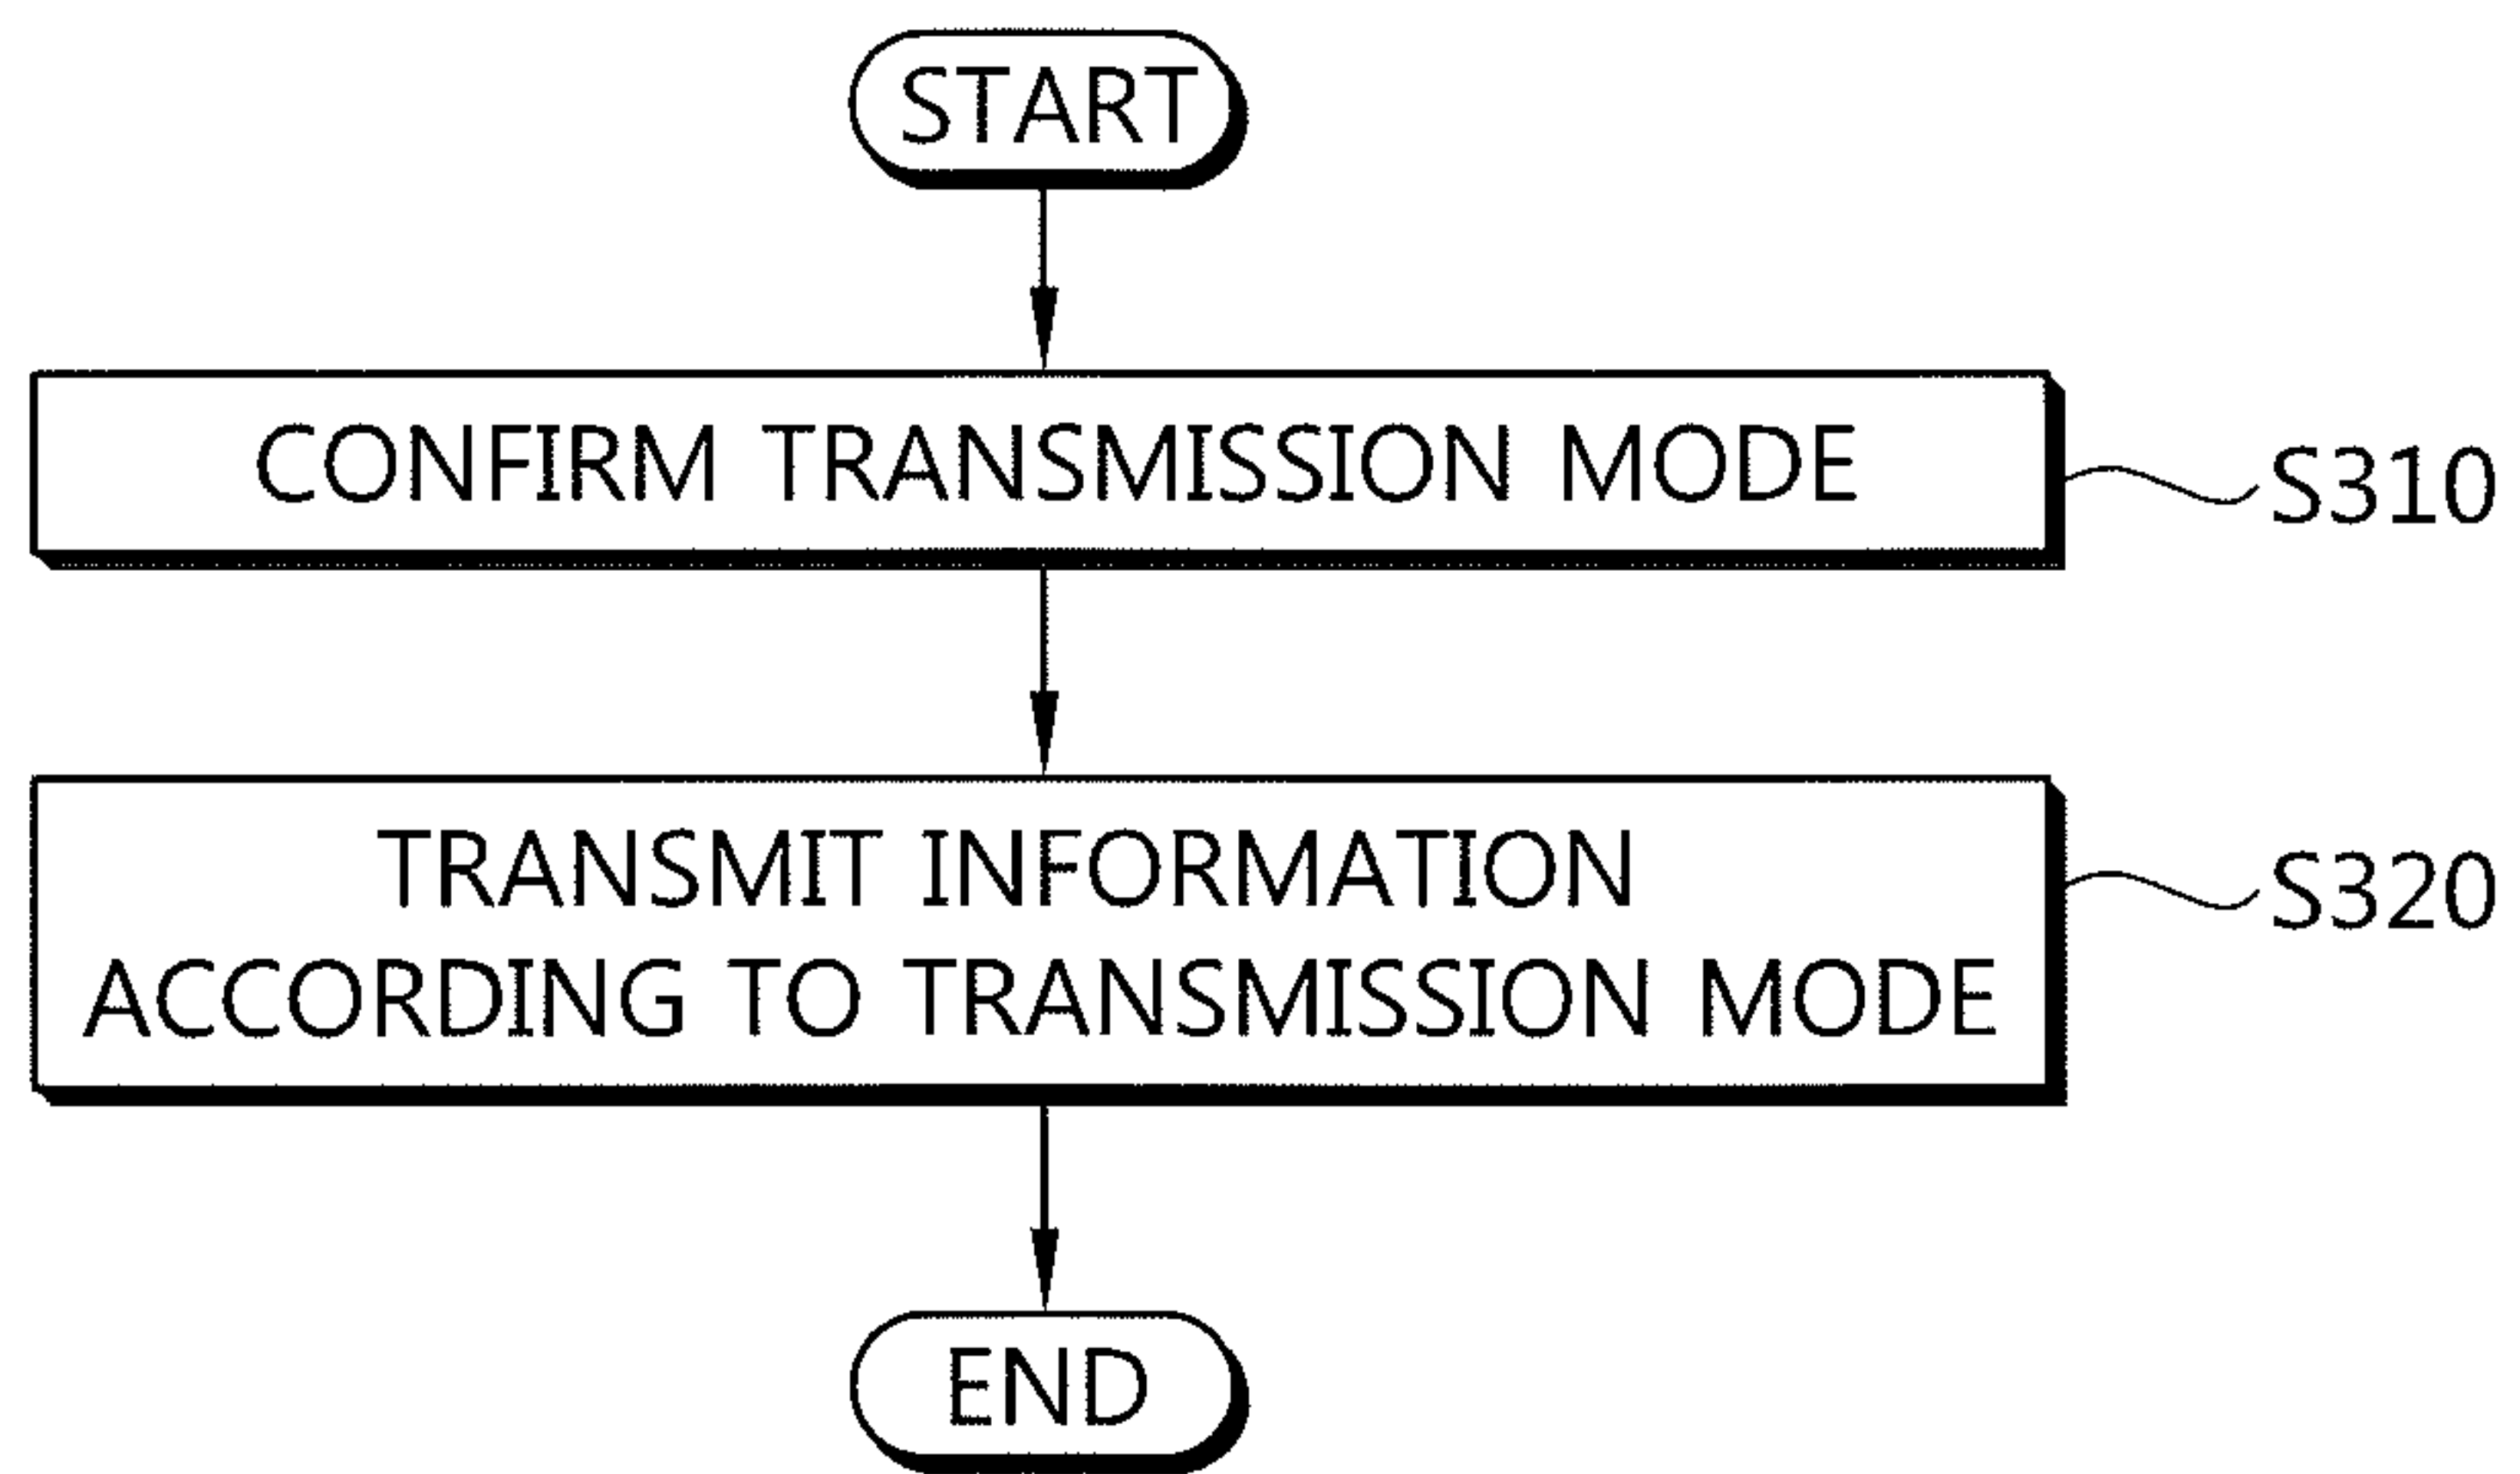 START
CONFIRM TRANSMISSION MODE
S310
TRANSMIT INFORMATION
ACCORDING TO TRANSMISSION MODE
S320
END